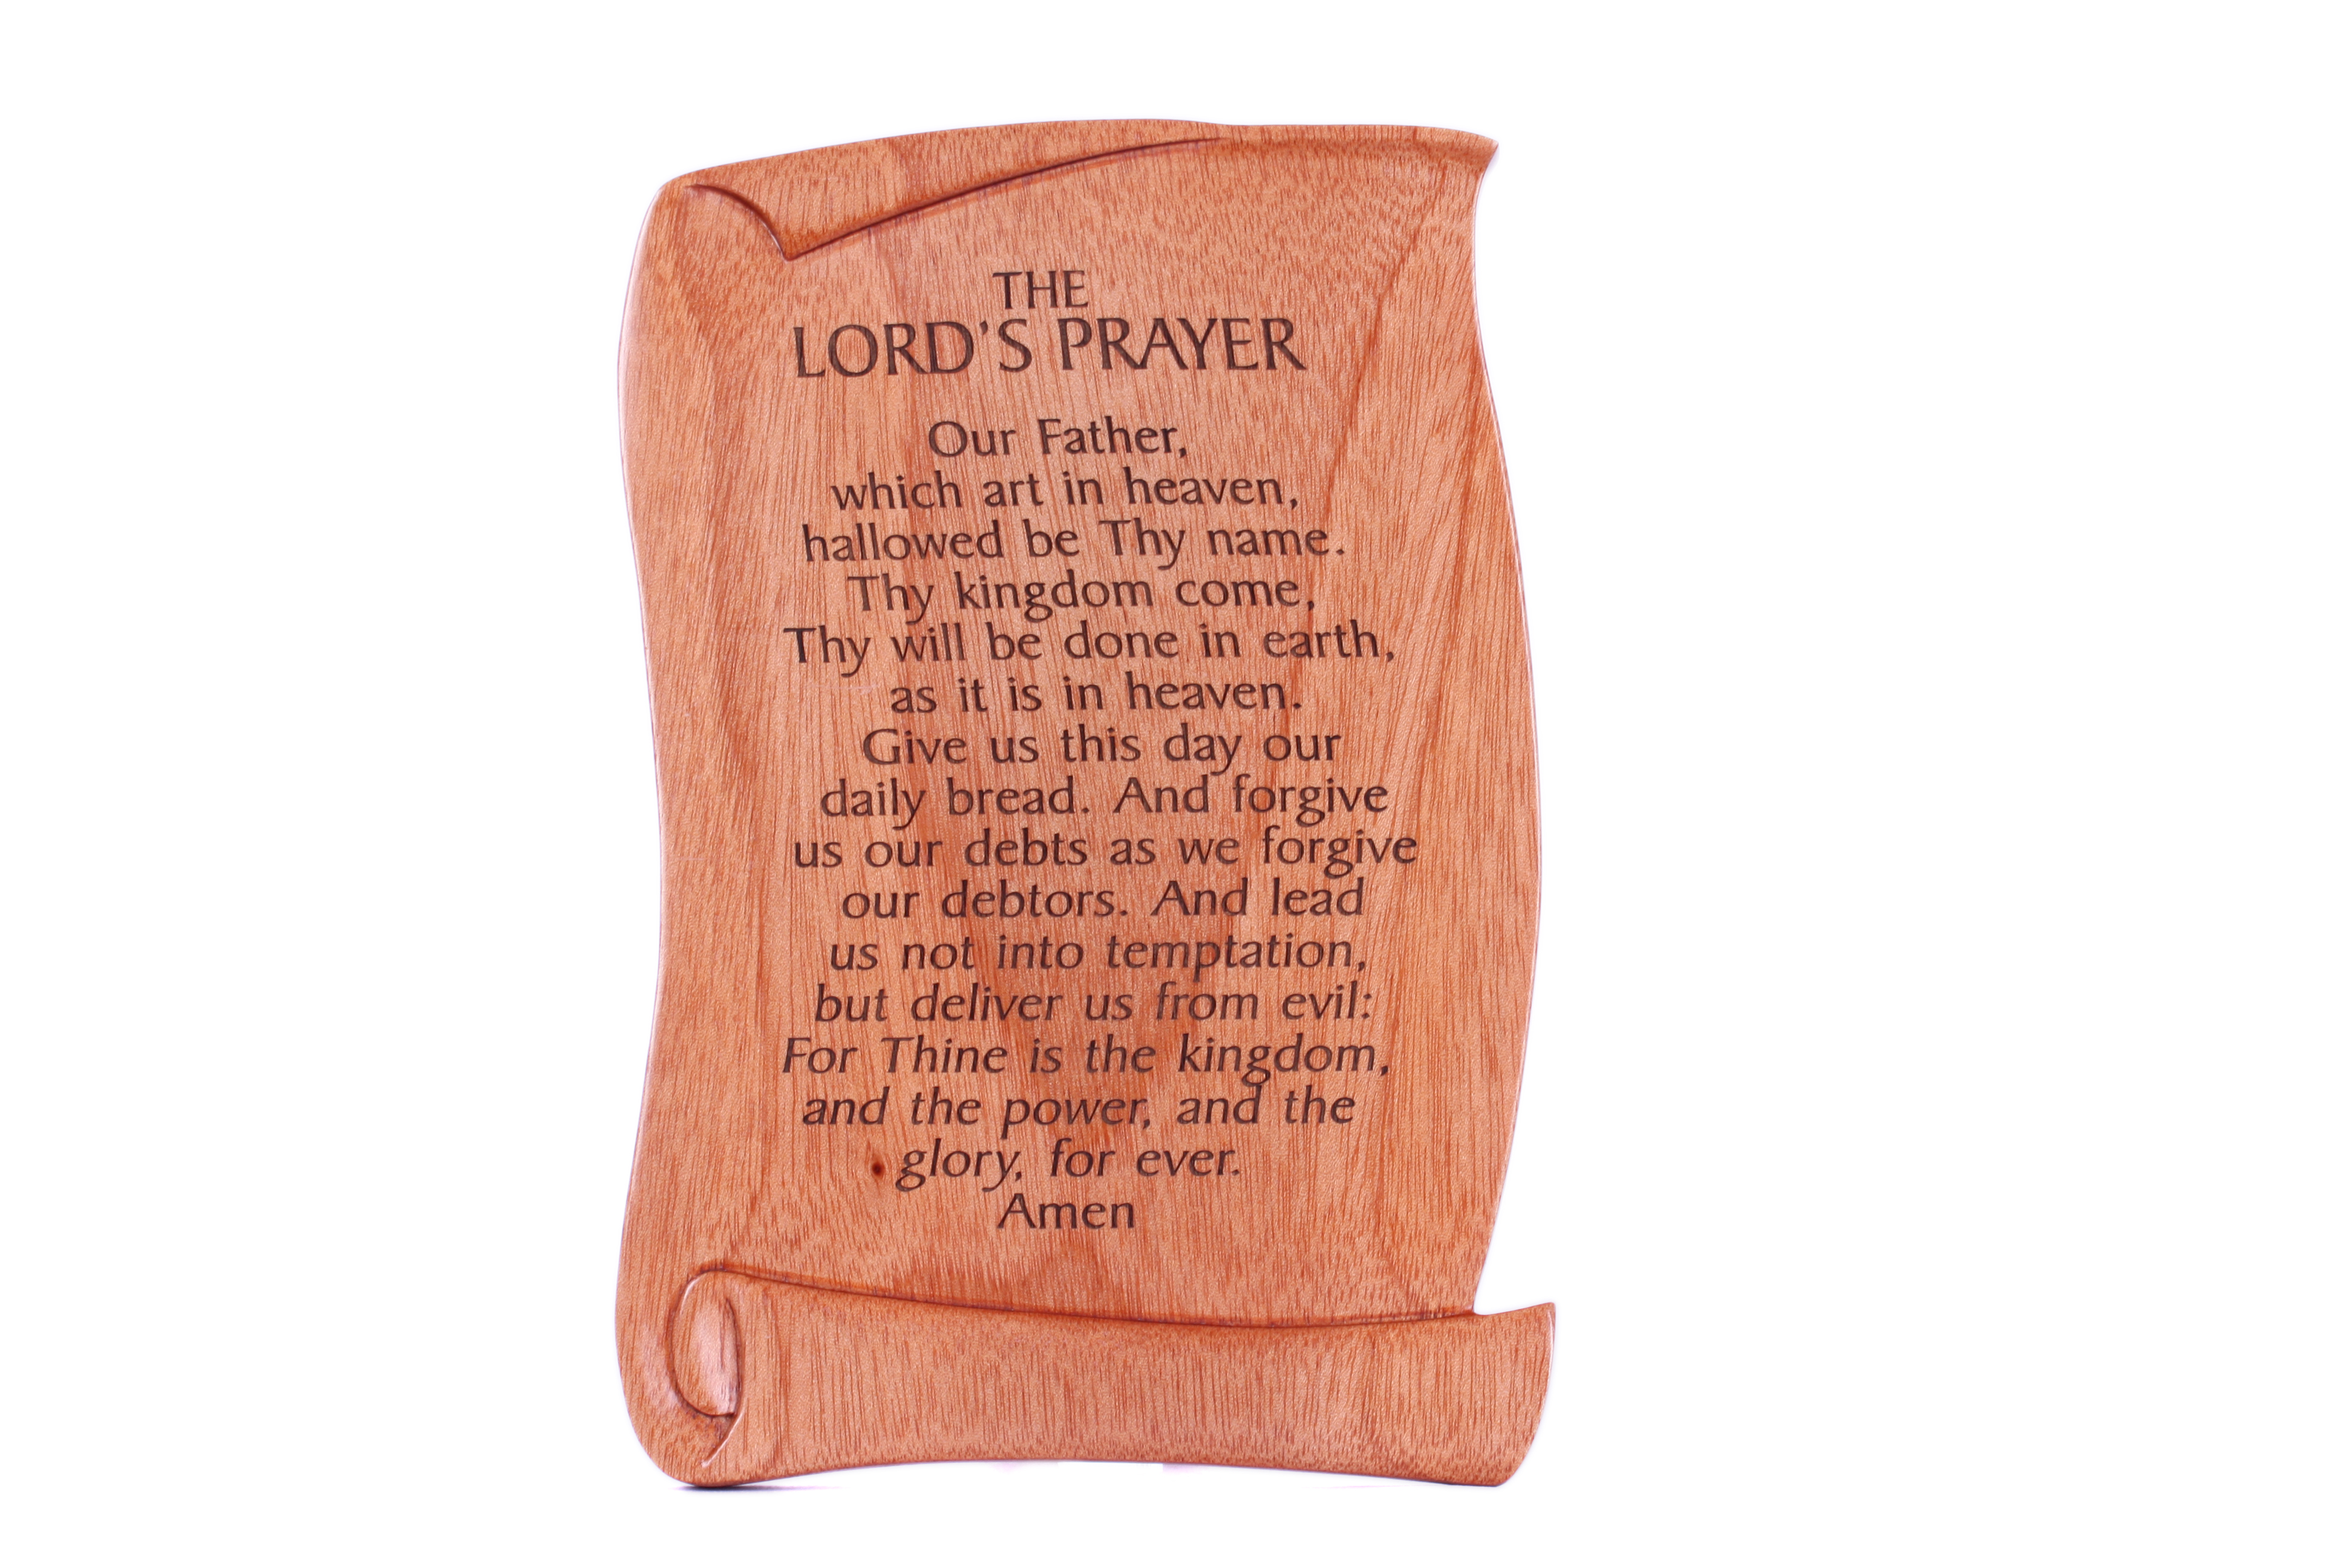 THE
LORD'S PRAYER
Our Father,
which art in heaven,
hallowed be Thy name.
Thy kingdom come,
Thy will be done in earth,
as it is in heaven.
Give us this day our
daily bread. And forgive
us our debts as we forgive
our debtors. And lead
us not into temptation,
but deliver us from evil:
For Thine is the kingdom,
and the power, and the
glory, for ever.
Amen